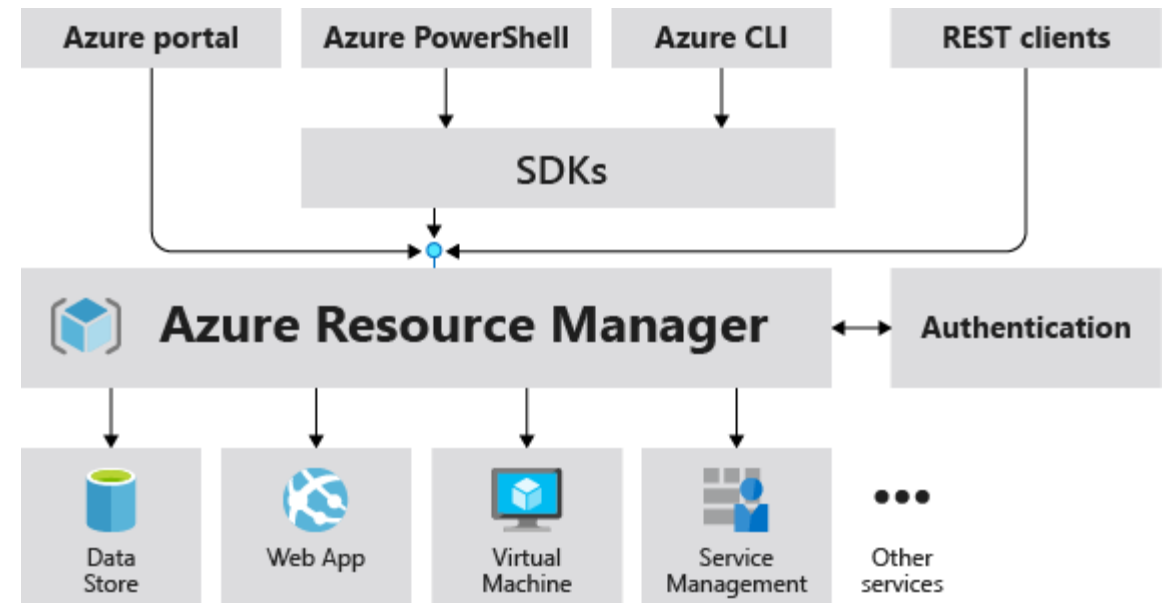 Azure portal
Azure PowerShell
Azure CLI
REST clients
SDKs
Azure Resource Manager
Authentication
Data
Store
Web App
Virtual
Machine
Service
Management
Other
services